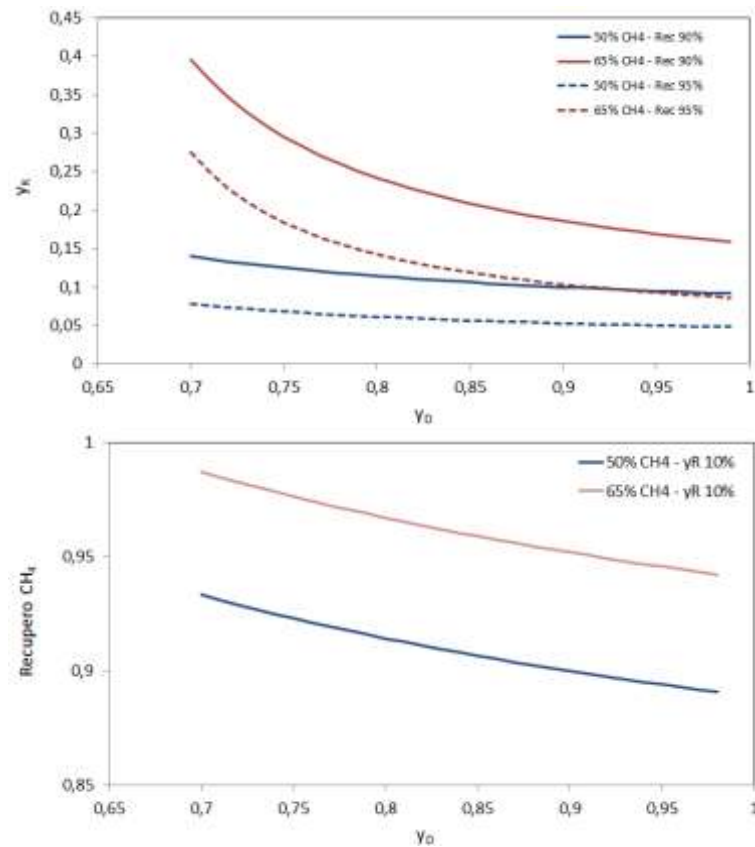 0,45
0,4
0,35
0,3
0,25
0,2
0,15
0,1
0,05
0
yR
50% CH4 - Rec 90%
65% CH4 - Rec 90%
50% CH4 - Rec 95%
65% CH4 - Rec 95%
0,65 0,7 0,75 0,8 0,85 0,9 0,95 1
yD
1
0,95
0,9
0,85
Recupero CH₄
50% CH4 - yR 10%
65% CH4 - yR 10%
0,65 0,7 0,75 0,8 0,85 0,9 0,95 1
yD